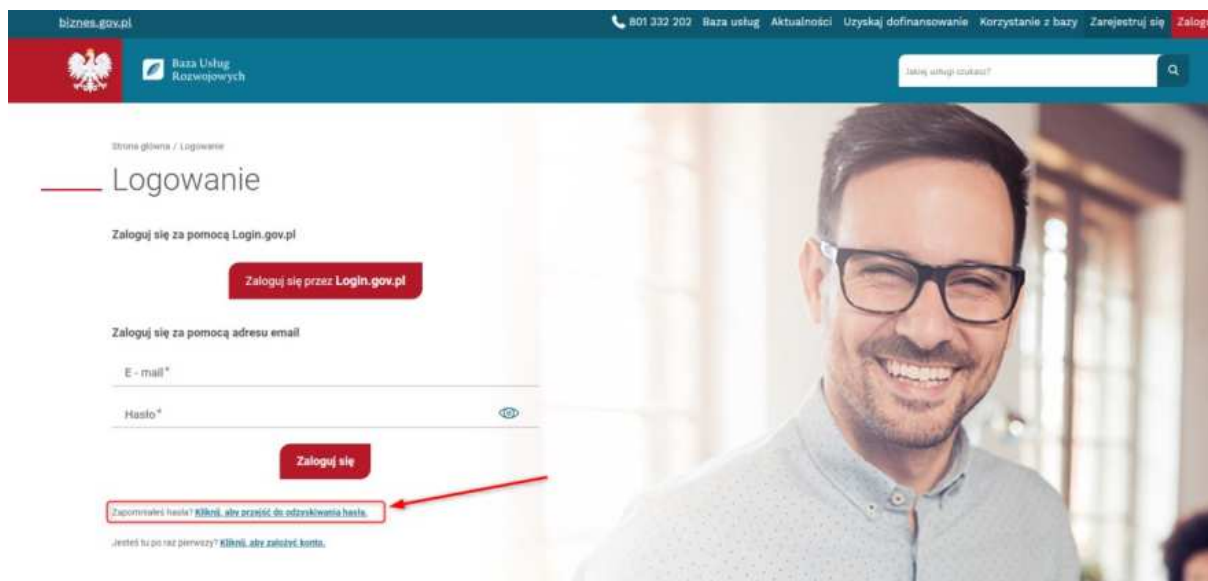 biznes.gov.pl
801 332 202 Baza usług Aktualności Uzyskaj dofinansowanie Korzystanie z bazy Zarejestruj się
Baza Usług
Rozwojowych
Jakiej usługi szukasz?
Strona główna / Logowanie
Logowanie
Zaloguj się za pomocą Login.gov.pl
Zaloguj się przez Login.gov.pl
Zaloguj się za pomocą adresu email
E - mail*
Hasło*
Zaloguj się
Zapomniałeś hasła? Kliknij, aby przejść do odzyskiwania hasła.
Jesteś tu po raz pierwszy? Kliknij, aby założyć konto.